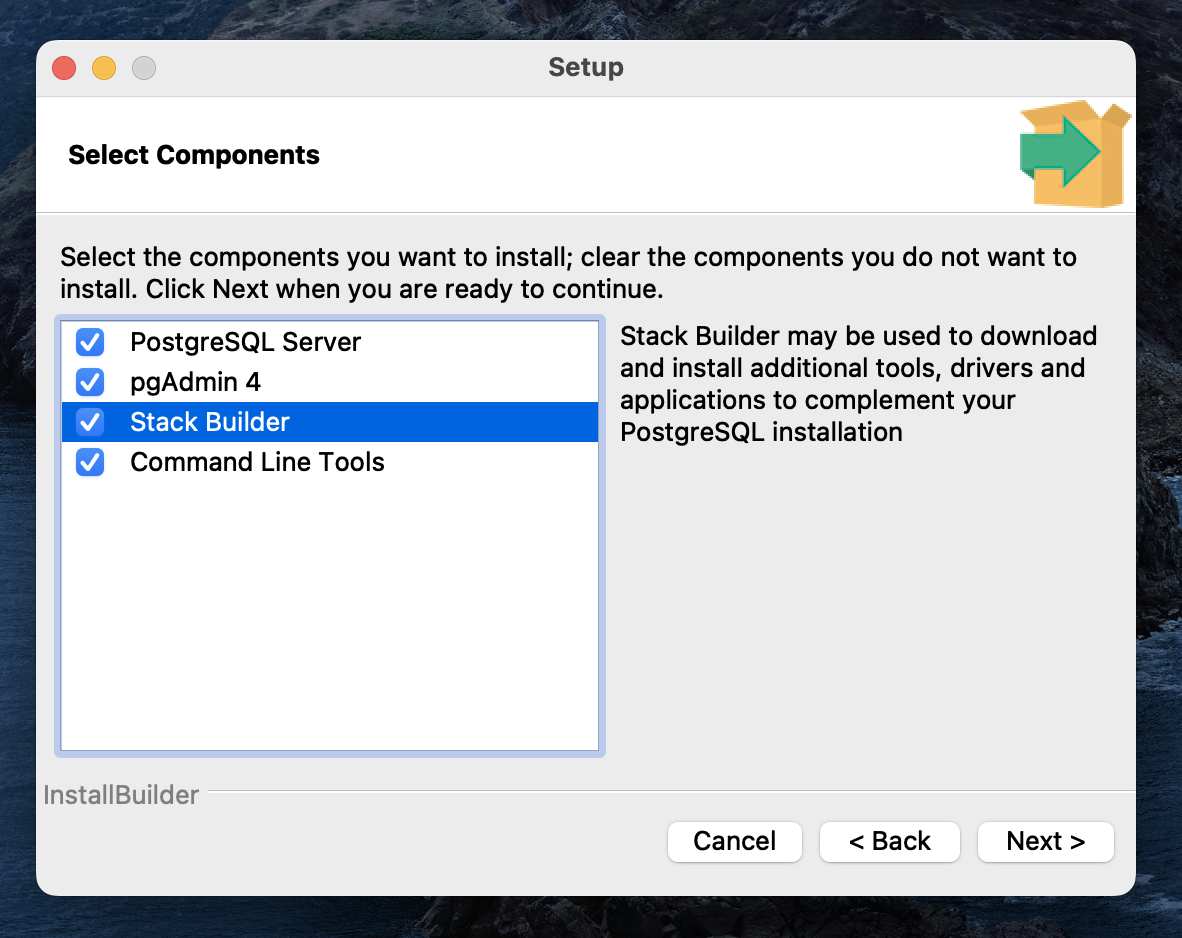 Setup
Select Components
Select the components you want to install; clear the components you do not want to
install. Click Next when you are ready to continue.
PostgreSQL Server
pgAdmin 4
Stack Builder
Command Line Tools
Stack Builder may be used to download
and install additional tools, drivers and
applications to complement your
PostgreSQL installation
InstallBuilder
Cancel
< Back
Next >